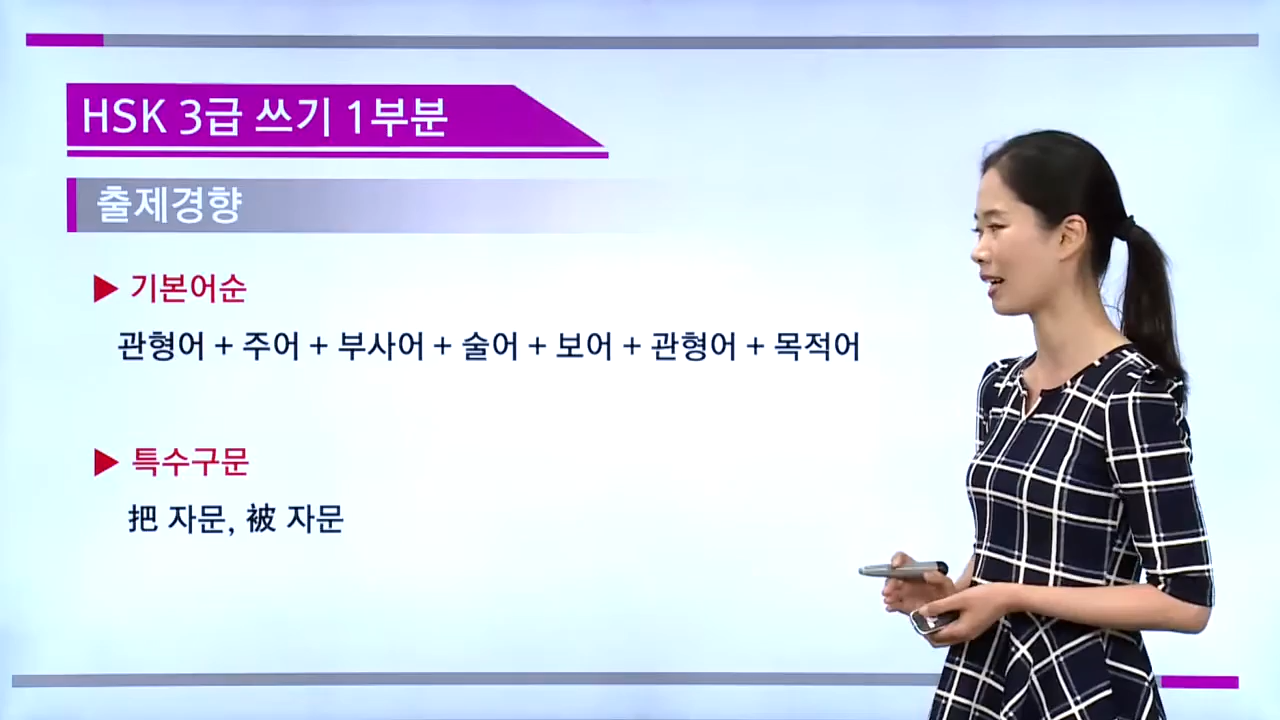 HSK 3급 쓰기 1부분
출제경향
▶ 기본어순
관형어 + 주어 + 부사어 + 술어 + 보어 + 관형어 + 목적어
▶ 특수구문
把 자문, 被 자문